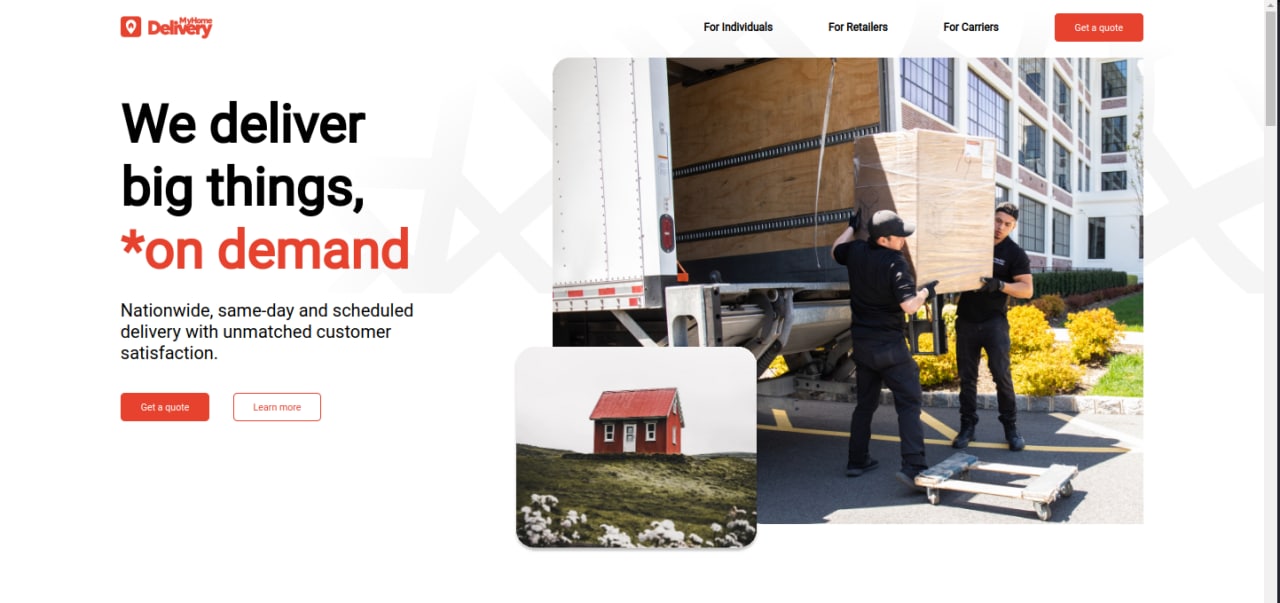 MyHome
Delivery
For Individuals
For Retailers
For Carriers
Get a quote
We deliver
big things,
*on demand
Nationwide, same-day and scheduled
delivery with unmatched customer
satisfaction.
Get a quote
Learn more